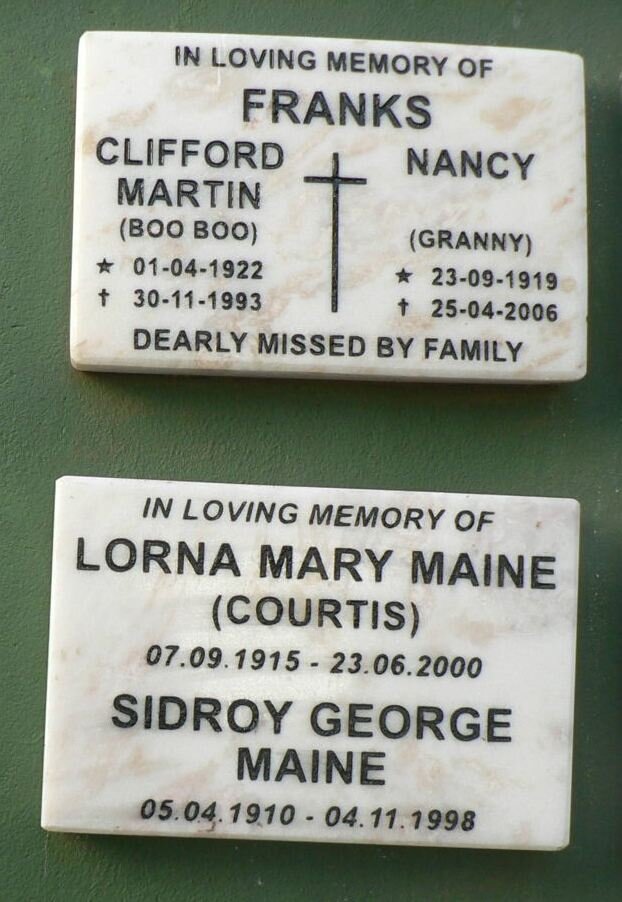 IN LOVING MEMORY OF
FRANKS
CLIFFORD
MARTIN
(BOO BOO)
★ 01-04-1922
† 30-11-1993
NANCY
(GRANNY)
★ 23-09-1919
† 25-04-2006
DEARLY MISSED BY FAMILY
IN LOVING MEMORY OF
LORNA MARY MAINE
(COURTIS)
07.09.1915 - 23.06.2000
SIDROY GEORGE
MAINE
05.04.1910 - 04.11.1998